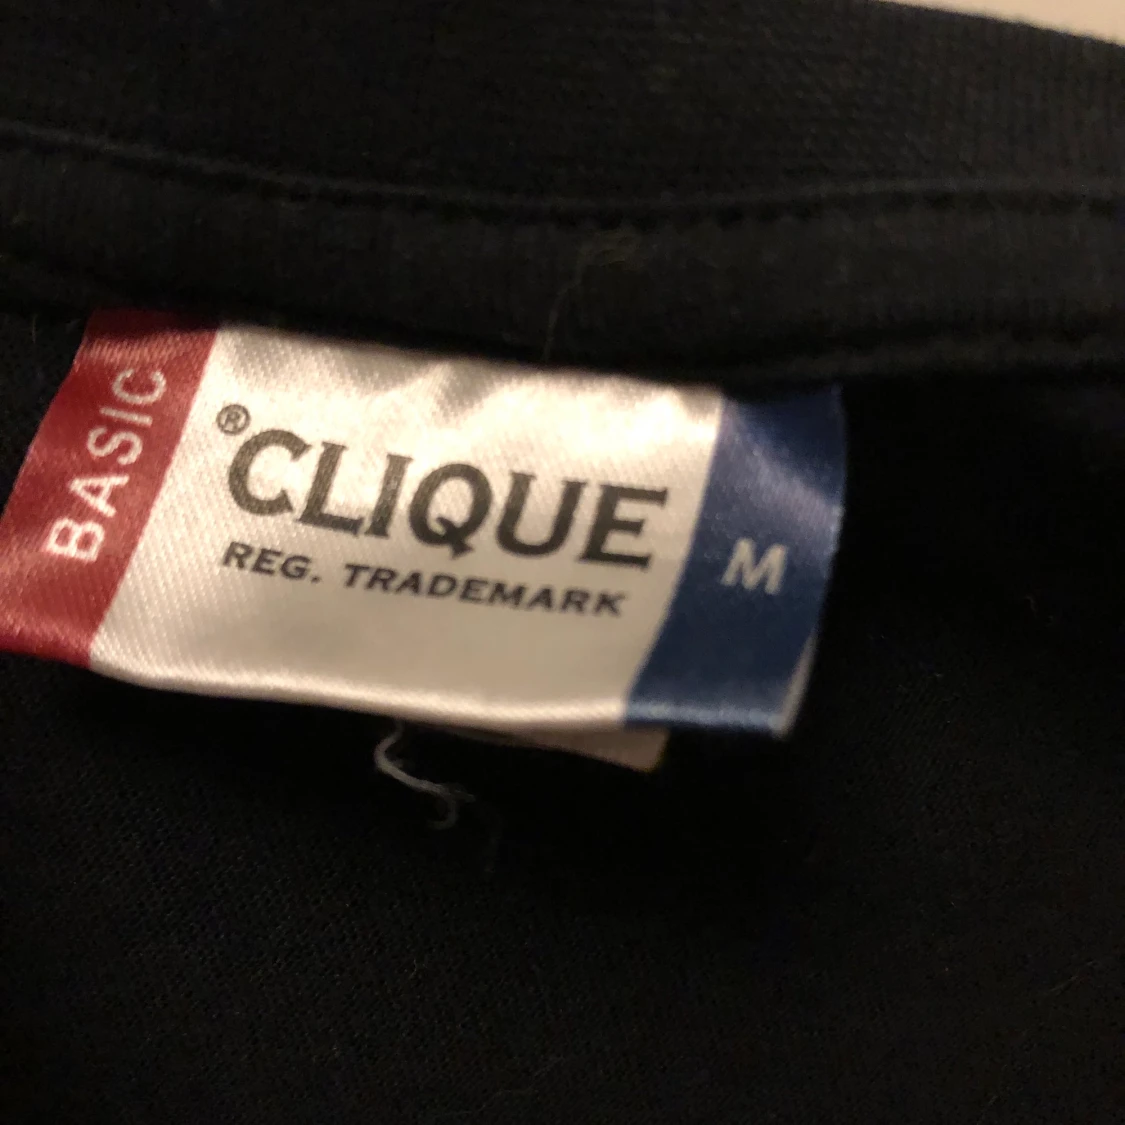 BASIC
®CLIQUE
REG. TRADEMARK
M